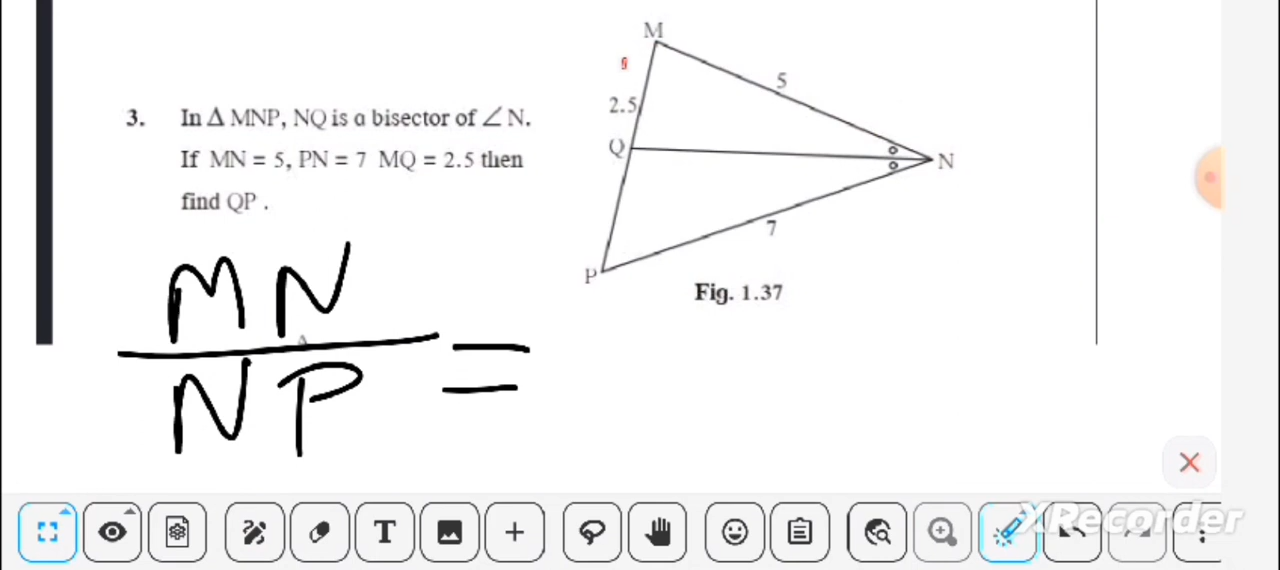 3. In Δ MNP, NQ is a bisector of ∠N.
If MN = 5, PN = 7 MQ = 2.5 then
find QP .
M
5
2.5
Q
N
7
P
Fig. 1.37
MN
NP
=
T
XRecorder